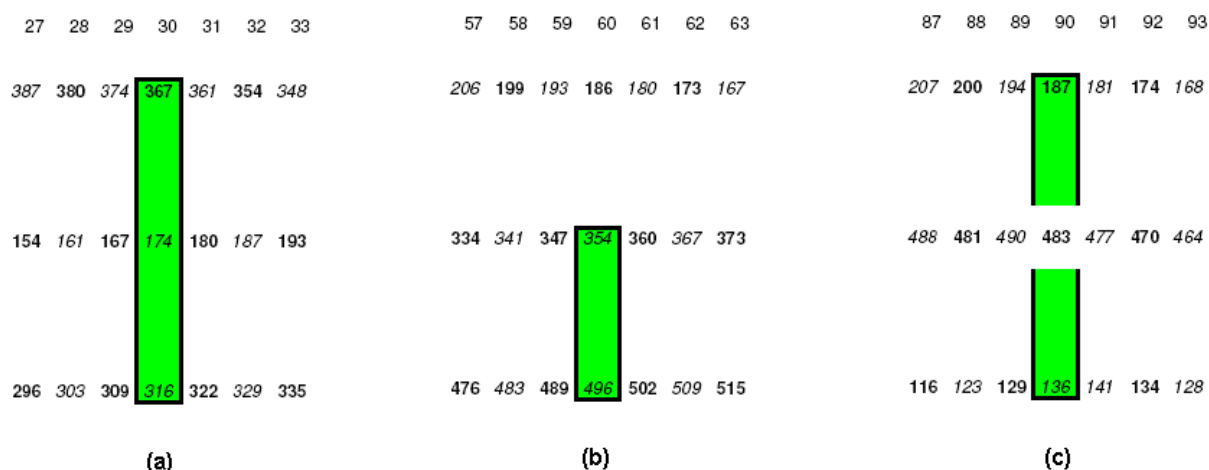 27 28 29 30 31 32 33
387 380 374 367 361 354 348
154 161 167 174 180 187 193
296 303 309 316 322 329 335
(a)
57 58 59 60 61 62 63
206 199 193 186 180 173 167
334 341 347 354 360 367 373
476 483 489 496 502 509 515
(b)
87 88 89 90 91 92 93
207 200 194 187 181 174 168
488 481 490 483 477 470 464
116 123 129 136 141 134 128
(c)